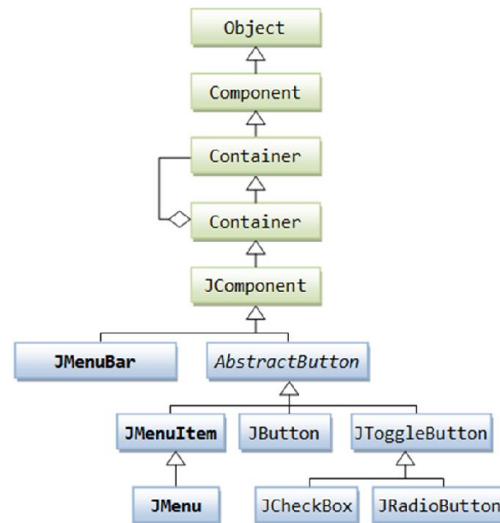 Object
Component
Container
Container
JComponent
JMenuBar
AbstractButton
JMenuItem
JButton
JToggleButton
JMenu
JCheckBox
JRadioButton